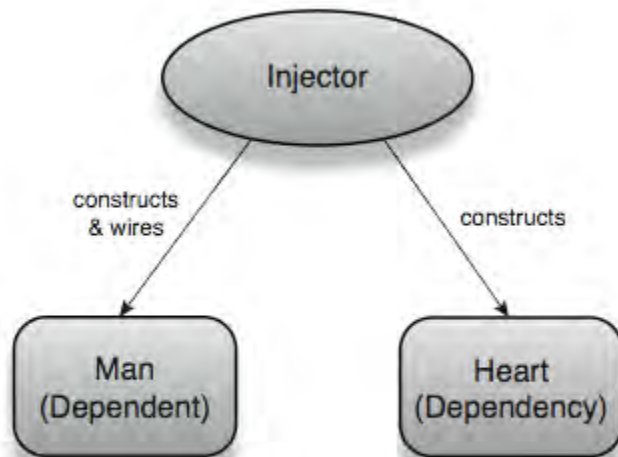 Injector
constructs
& wires
constructs
Man
(Dependent)
Heart
(Dependency)